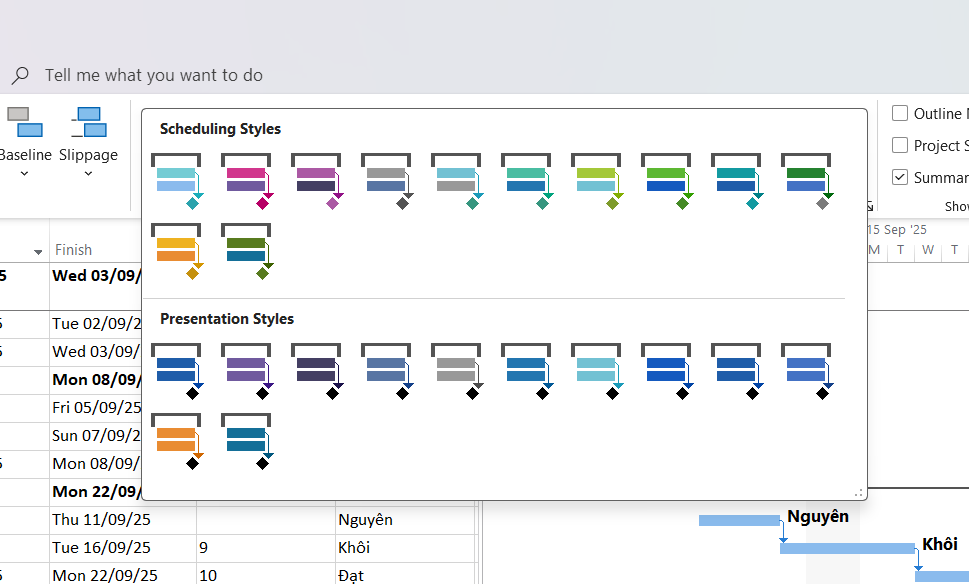 Tell me what you want to do
Baseline Slippage
Scheduling Styles
Presentation Styles
Outline
Project S
Summar
Show
15 Sep '25
M T W T
Finish
5 Wed 03/09/
Tue 02/09/2
Wed 03/09/
Mon 08/09/
Fri 05/09/25
Sun 07/09/2
Mon 08/09/
Mon 22/09/
Thu 11/09/25 Nguyên
Tue 16/09/25 9 Khôi
Mon 22/09/25 10 Đạt
Nguyên
Khôi